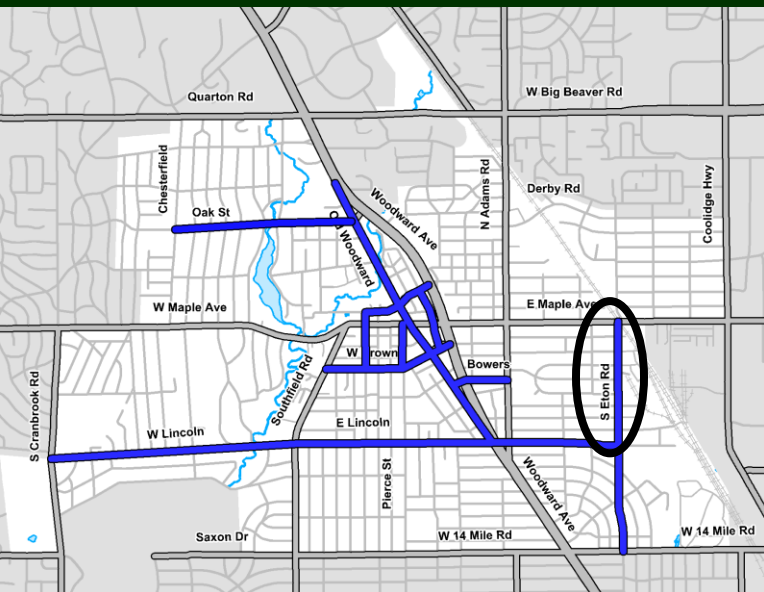 Quarton Rd
W Big Beaver Rd
Chesterfield
N Adams Rd
Coolidge Hwy
Derby Rd
Oak St
Woodward Ave
Old Woodward
W Maple Ave
E Maple Ave
W Brown
Bowers
S Eton Rd
S Cranbrook Rd
Southfield Rd
W Lincoln
E Lincoln
Pierce St
Woodward Ave
Saxon Dr
W 14 Mile Rd
W 14 Mile Rd